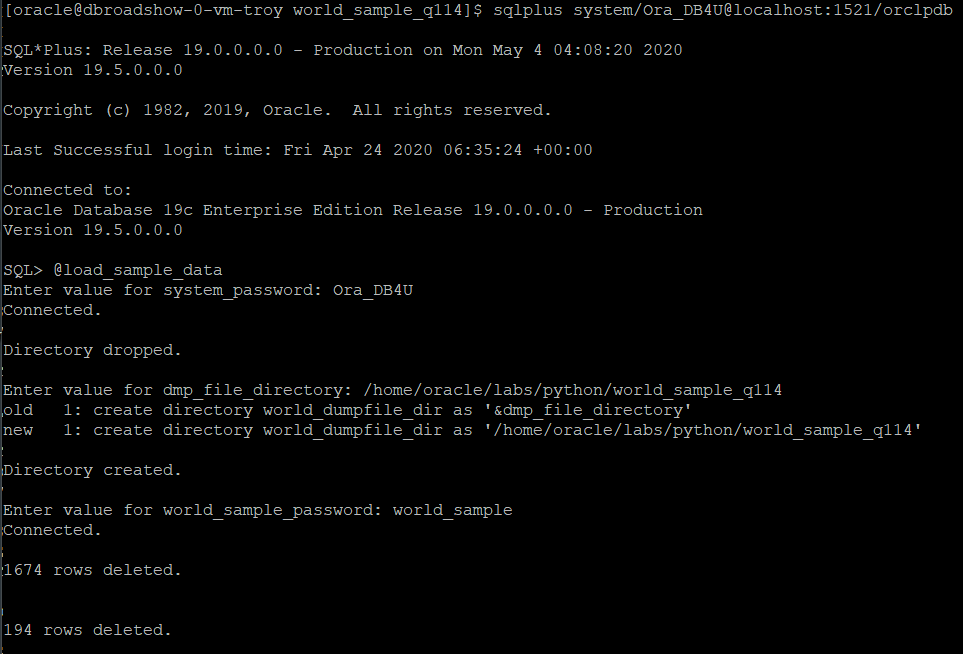 [oracle@dbroadshow-0-vm-troy world_sample_q114]$ sqlplus system/Ora_DB4U@localhost:1521/orclpdb
SQL*Plus: Release 19.0.0.0.0 - Production on Mon May 4 04:08:20 2020
Version 19.5.0.0.0
Copyright (c) 1982, 2019, Oracle.  All rights reserved.
Last Successful login time: Fri Apr 24 2020 06:35:24 +00:00
Connected to:
Oracle Database 19c Enterprise Edition Release 19.0.0.0.0 - Production
Version 19.5.0.0.0
SQL> @load_sample_data
Enter value for system_password: Ora_DB4U
Connected.
Directory dropped.
Enter value for dmp_file_directory: /home/oracle/labs/python/world_sample_q114
old   1: create directory world_dumpfile_dir as '&dmp_file_directory'
new   1: create directory world_dumpfile_dir as '/home/oracle/labs/python/world_sample_q114'
Directory created.
Enter value for world_sample_password: world_sample
Connected.
1674 rows deleted.
194 rows deleted.